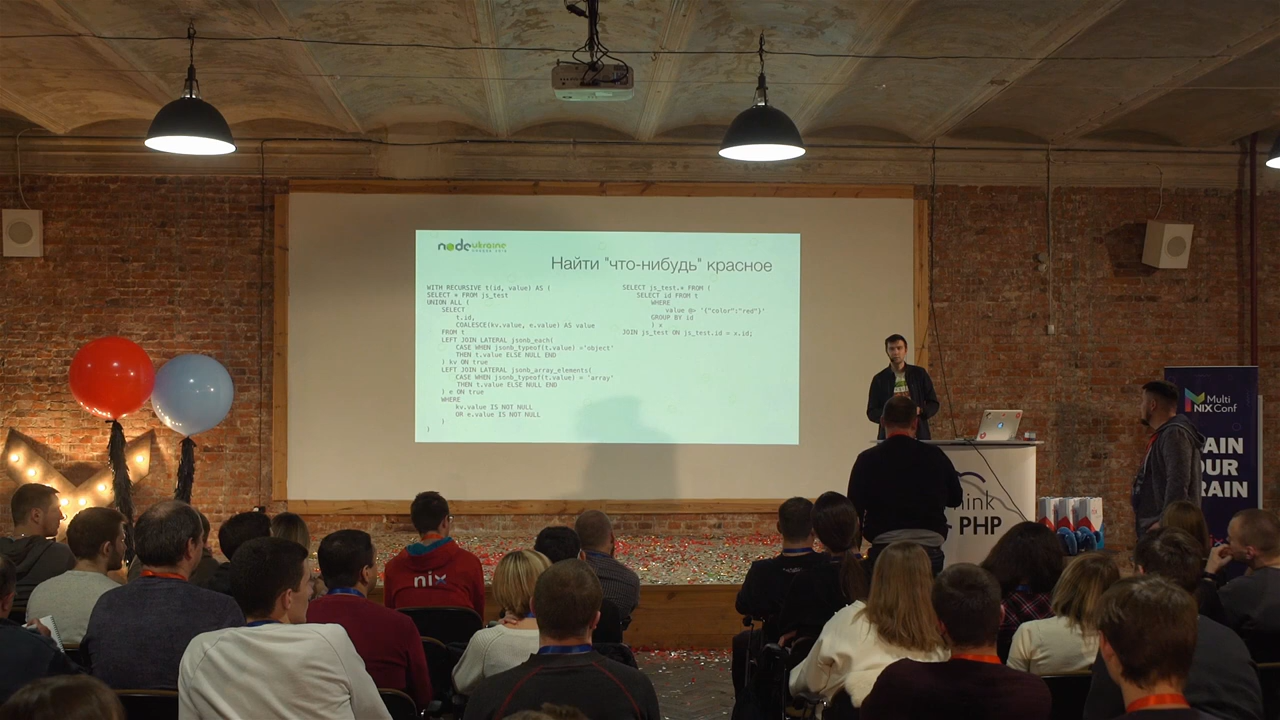 node ukraine
Найти "что-нибудь" красное
WITH RECURSIVE t(id, value) AS (
SELECT * FROM js_test
UNION ALL (
SELECT
t.id,
COALESCE(kv.value, e.value) AS value
FROM t
LEFT JOIN LATERAL jsonb_each(
CASE WHEN jsonb_typeof(t.value) ='object'
THEN t.value ELSE NULL END
) kv ON true
LEFT JOIN LATERAL jsonb_array_elements(
CASE WHEN jsonb_typeof(t.value) = 'array'
THEN t.value ELSE NULL END
) e ON true
WHERE
kv.value IS NOT NULL
OR e.value IS NOT NULL
)
)
SELECT js_test.* FROM (
SELECT id FROM t
WHERE
value @> '{"color":"red"}'
GROUP BY id
) x
JOIN js_test ON js_test.id = x.id;
Multi
NIX Conf
AIN
OUR
RAIN
ink
PHP
nix